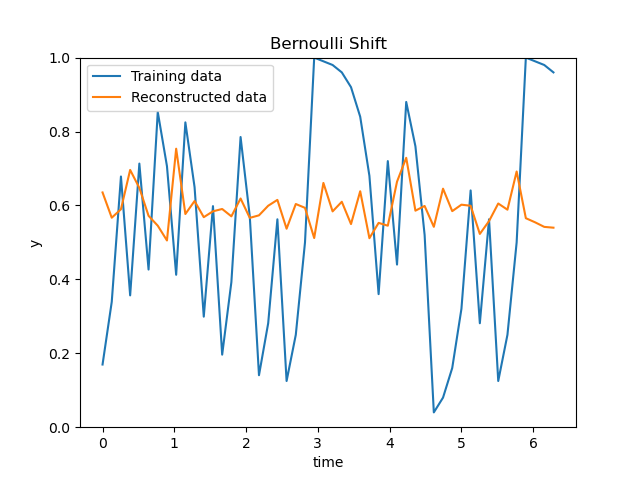 Bernoulli Shift
Training data
Reconstructed data
1.0
0.8
0.6
0.4
0.2
0.0
y
0 1 2 3 4 5 6
time